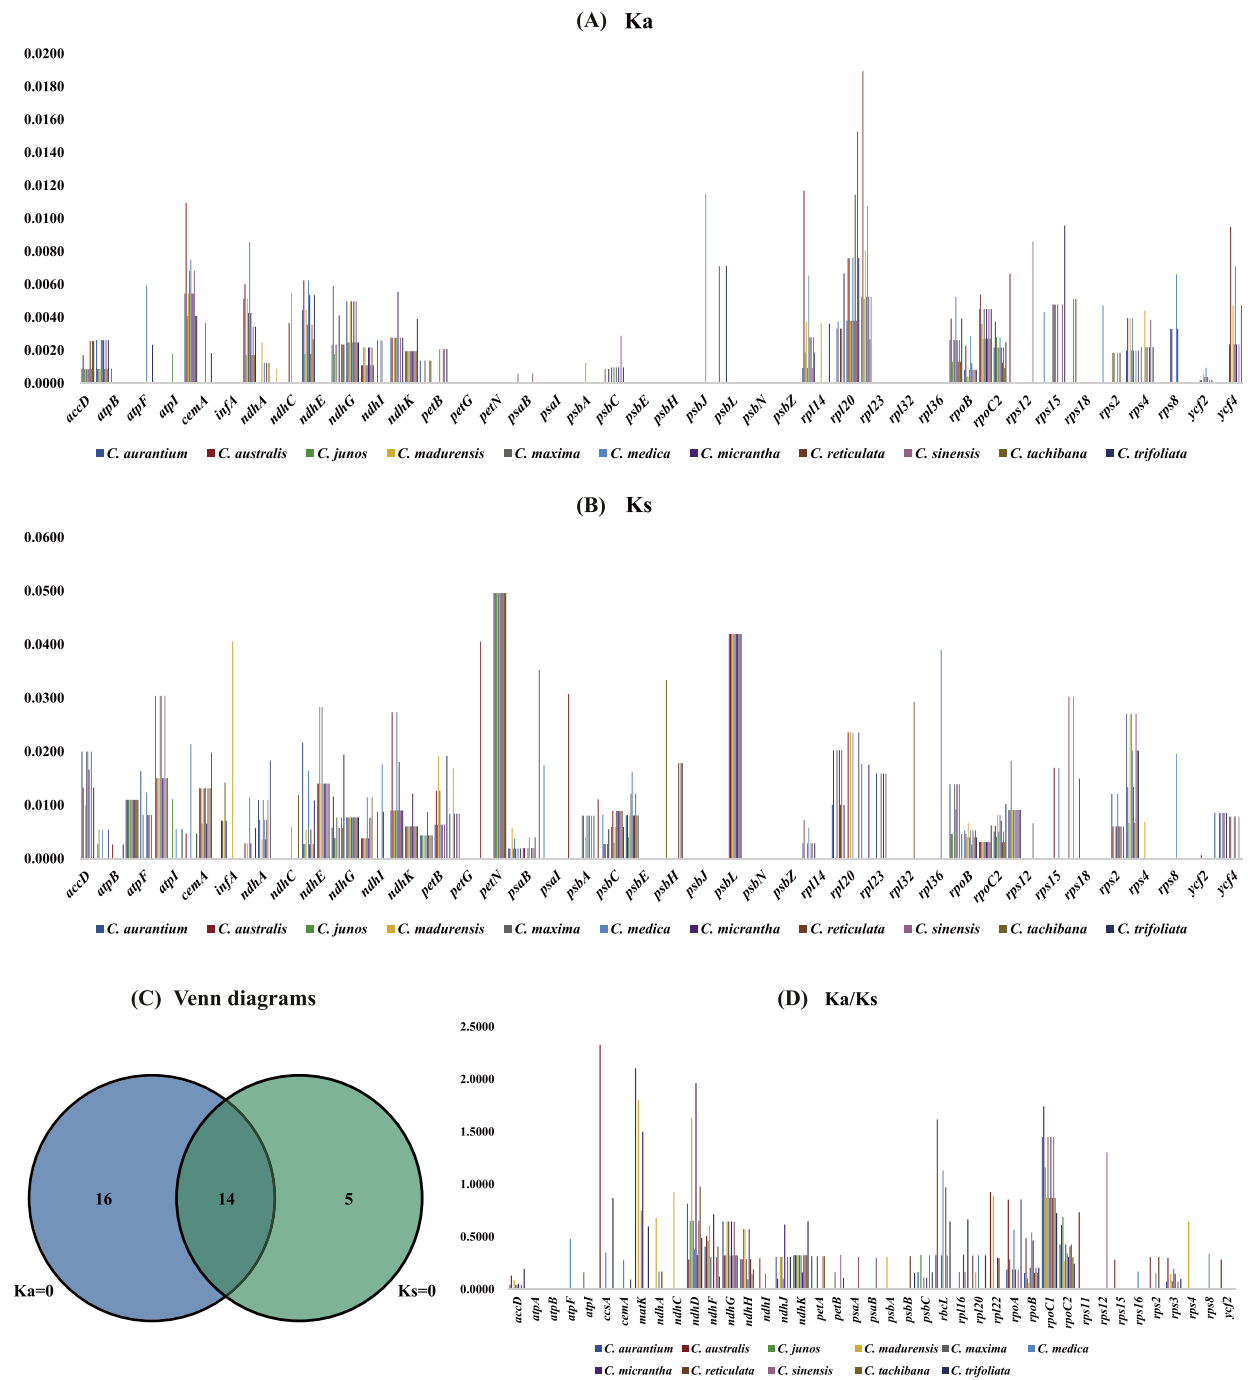 (A) Ka
0.0200
0.0180
0.0160
0.0140
0.0120
0.0100
0.0080
0.0060
0.0040
0.0020
0.0000
accD atpB atpF atpI cemA infA ndhA ndhC ndhE ndhG ndhI ndhK petB petG petN psaB psaI psbA psbC psbE psbH psbJ psbL psbN psbZ rpl14 rpl20 rpl23 rpl32 rpl36 rpoB rpoC2 rps12 rps15 rps18 rps2 rps4 rps8 ycf2 ycf4
C. aurantium C. australis C. junos C. madurensis C. maxima C. medica C. micrantha C. reticulata C. sinensis C. tachibana C. trifoliata
(B) Ks
0.0600
0.0500
0.0400
0.0300
0.0200
0.0100
0.0000
accD atpB atpF atpI cemA infA ndhA ndhC ndhE ndhG ndhI ndhK petB petG petN psaB psaI psbA psbC psbE psbH psbJ psbL psbN psbZ rpl14 rpl20 rpl23 rpl32 rpl36 rpoB rpoC2 rps12 rps15 rps18 rps2 rps4 rps8 ycf2 ycf4
C. aurantium C. australis C. junos C. madurensis C. maxima C. medica C. micrantha C. reticulata C. sinensis C. tachibana C. trifoliata
(C) Venn diagrams
16 14 5
Ka=0 Ks=0
(D) Ka/Ks
2.5000
2.0000
1.5000
1.0000
0.5000
0.0000
accD atpA atpB atpF atpI ccsA cemA matK ndhA ndhC ndhD ndhF ndhG ndhH ndhI ndhJ ndhK petA petB psaA psaB psbA psbB psbC rbcL rpl16 rpl20 rpl22 rpoA rpoB rpoC1 rpoC2 rps11 rps12 rps15 rps16 rps2 rps3 rps4 rps8 ycf2
C. aurantium C. australis C. junos C. madurensis C. maxima C. medica
C. micrantha C. reticulata C. sinensis C. tachibana C. trifoliata